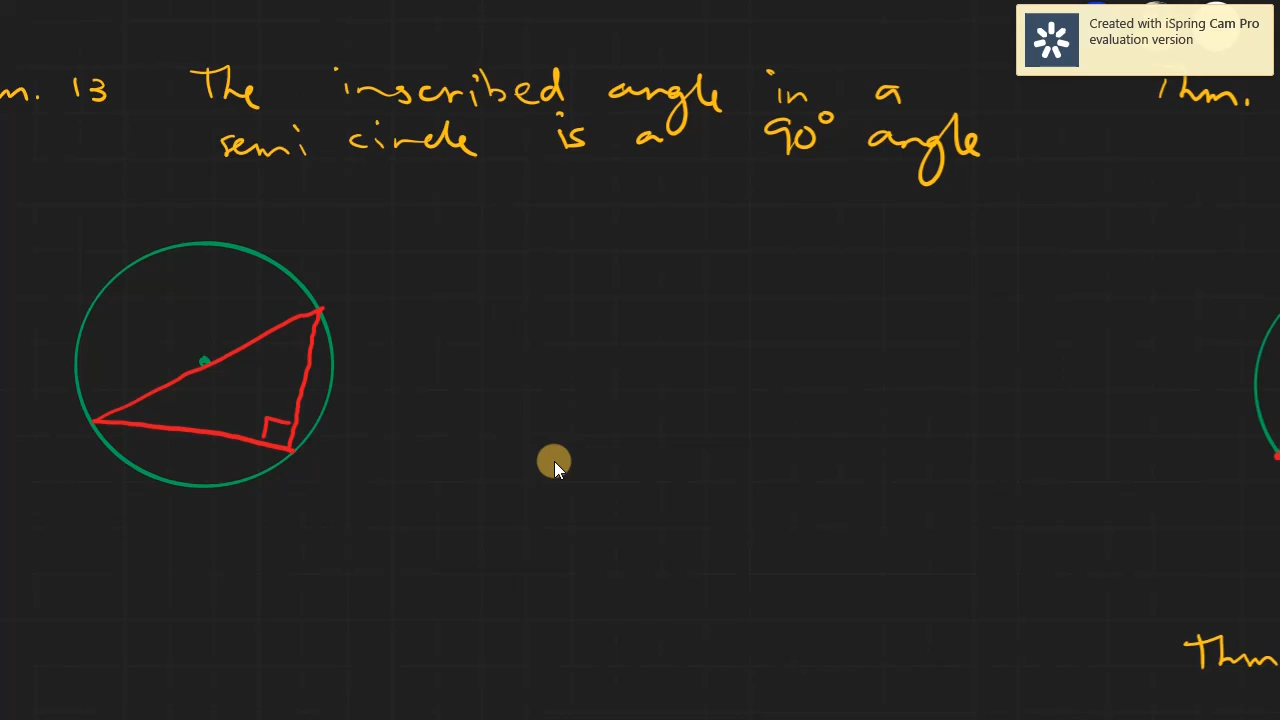 m. 13 The inscribed angle in a
semi circle is a 90° angle
Thm.
Thm
Created with iSpring Cam Pro
evaluation version